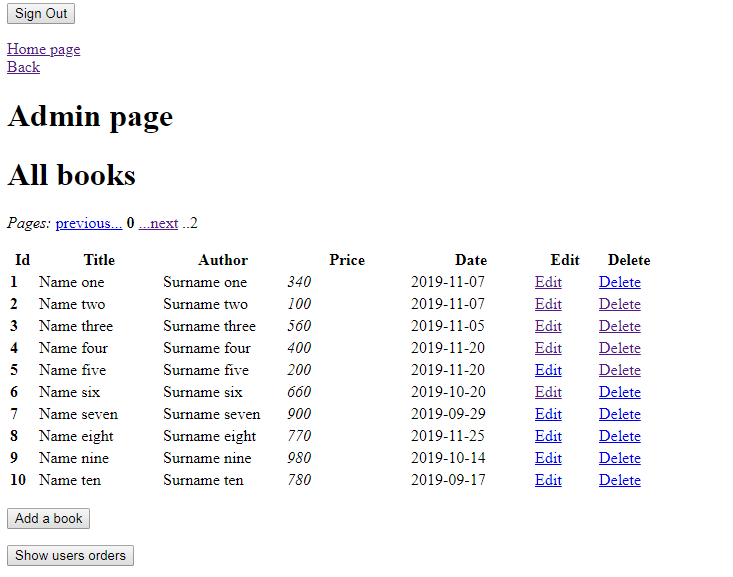 Sign Out
Home page
Back
Admin page
All books
Pages: previous... 0 ...next ..2
Id Title Author Price Date Edit Delete
1 Name one Surname one 340 2019-11-07 Edit Delete
2 Name two Surname two 100 2019-11-07 Edit Delete
3 Name three Surname three 560 2019-11-05 Edit Delete
4 Name four Surname four 400 2019-11-20 Edit Delete
5 Name five Surname five 200 2019-11-20 Edit Delete
6 Name six Surname six 660 2019-10-20 Edit Delete
7 Name seven Surname seven 900 2019-09-29 Edit Delete
8 Name eight Surname eight 770 2019-11-25 Edit Delete
9 Name nine Surname nine 980 2019-10-14 Edit Delete
10 Name ten Surname ten 780 2019-09-17 Edit Delete
Add a book
Show users orders